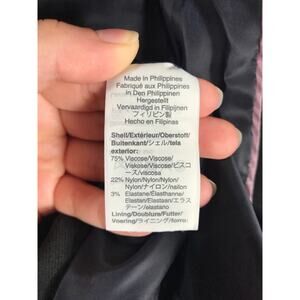 Made in Philippines
Fabriqué aux Philippines
in Den Philippinen
Hergestellt
Vervaardigd in Filipijnen
フィリピン製
Hecho en Filipinas
Shell/Extérieur/Oberstoff/
Buitenkant/シェル/tela
exterior:
75% Viscose/Viscose/
Viskose/Viscose/ビスコ
ース/viscosa
22% Nylon/Nylon/Nylon/
Nylon/ナイロン/nailon
3% Elastane/Elasthanne/
Elastan/Elastaan/エラス
テーン/elastano
Lining/Doublure/Futter/
Voering/ライニング/forro: